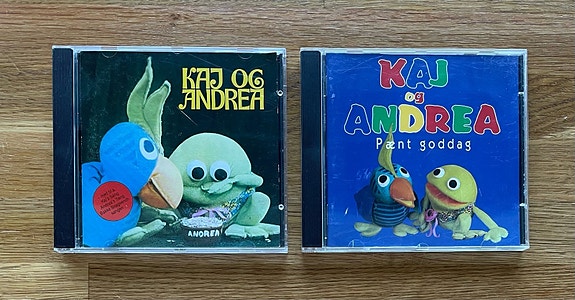 KAJ OG
ANDREA
ANDREA
KAJ
og
ANDREA
Pænt goddag